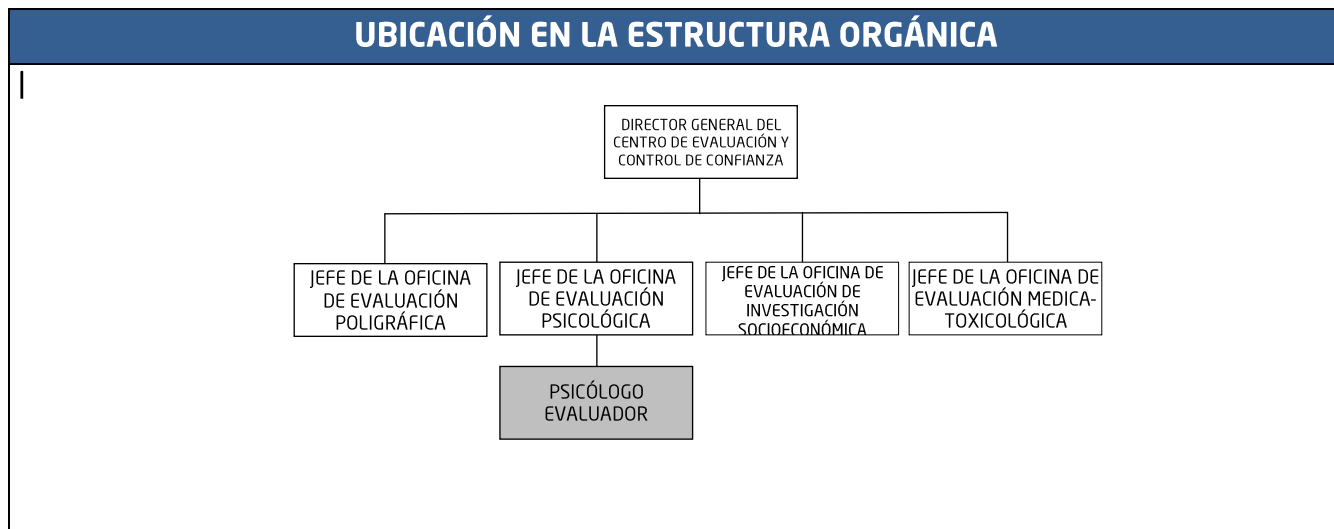 UBICACIÓN EN LA ESTRUCTURA ORGÁNICA
DIRECTOR GENERAL DEL
CENTRO DE EVALUACIÓN Y
CONTROL DE CONFIANZA
JEFE DE LA OFICINA
DE EVALUACIÓN
POLIGRÁFICA
JEFE DE LA OFICINA
DE EVALUACIÓN
PSICOLÓGICA
JEFE DE LA OFICINA DE
EVALUACIÓN DE
INVESTIGACIÓN
SOCIOECONÓMICA
JEFE DE LA OFICINA DE
EVALUACIÓN MEDICA-
TOXICOLÓGICA
PSICÓLOGO
EVALUADOR